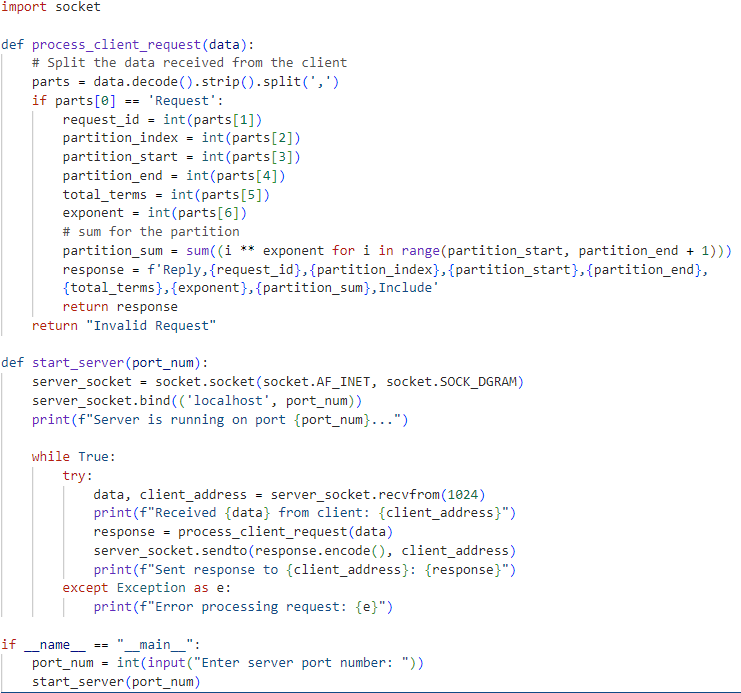 import socket

def process_client_request(data):
    # Split the data received from the client
    parts = data.decode().strip().split(',')
    if parts[0] == 'Request':
        request_id = int(parts[1])
        partition_index = int(parts[2])
        partition_start = int(parts[3])
        partition_end = int(parts[4])
        total_terms = int(parts[5])
        exponent = int(parts[6])
        # sum for the partition
        partition_sum = sum((i ** exponent for i in range(partition_start, partition_end + 1)))
        response = f'Reply,{request_id},{partition_index},{partition_start},{partition_end},
        {total_terms},{exponent},{partition_sum},Include'
        return response
    return "Invalid Request"

def start_server(port_num):
    server_socket = socket.socket(socket.AF_INET, socket.SOCK_DGRAM)
    server_socket.bind(('localhost', port_num))
    print(f"Server is running on port {port_num}...")

    while True:
        try:
            data, client_address = server_socket.recvfrom(1024)
            print(f"Received {data} from client: {client_address}")
            response = process_client_request(data)
            server_socket.sendto(response.encode(), client_address)
            print(f"Sent response to {client_address}: {response}")
        except Exception as e:
            print(f"Error processing request: {e}")

if __name__ == "__main__":
    port_num = int(input("Enter server port number: "))
    start_server(port_num)